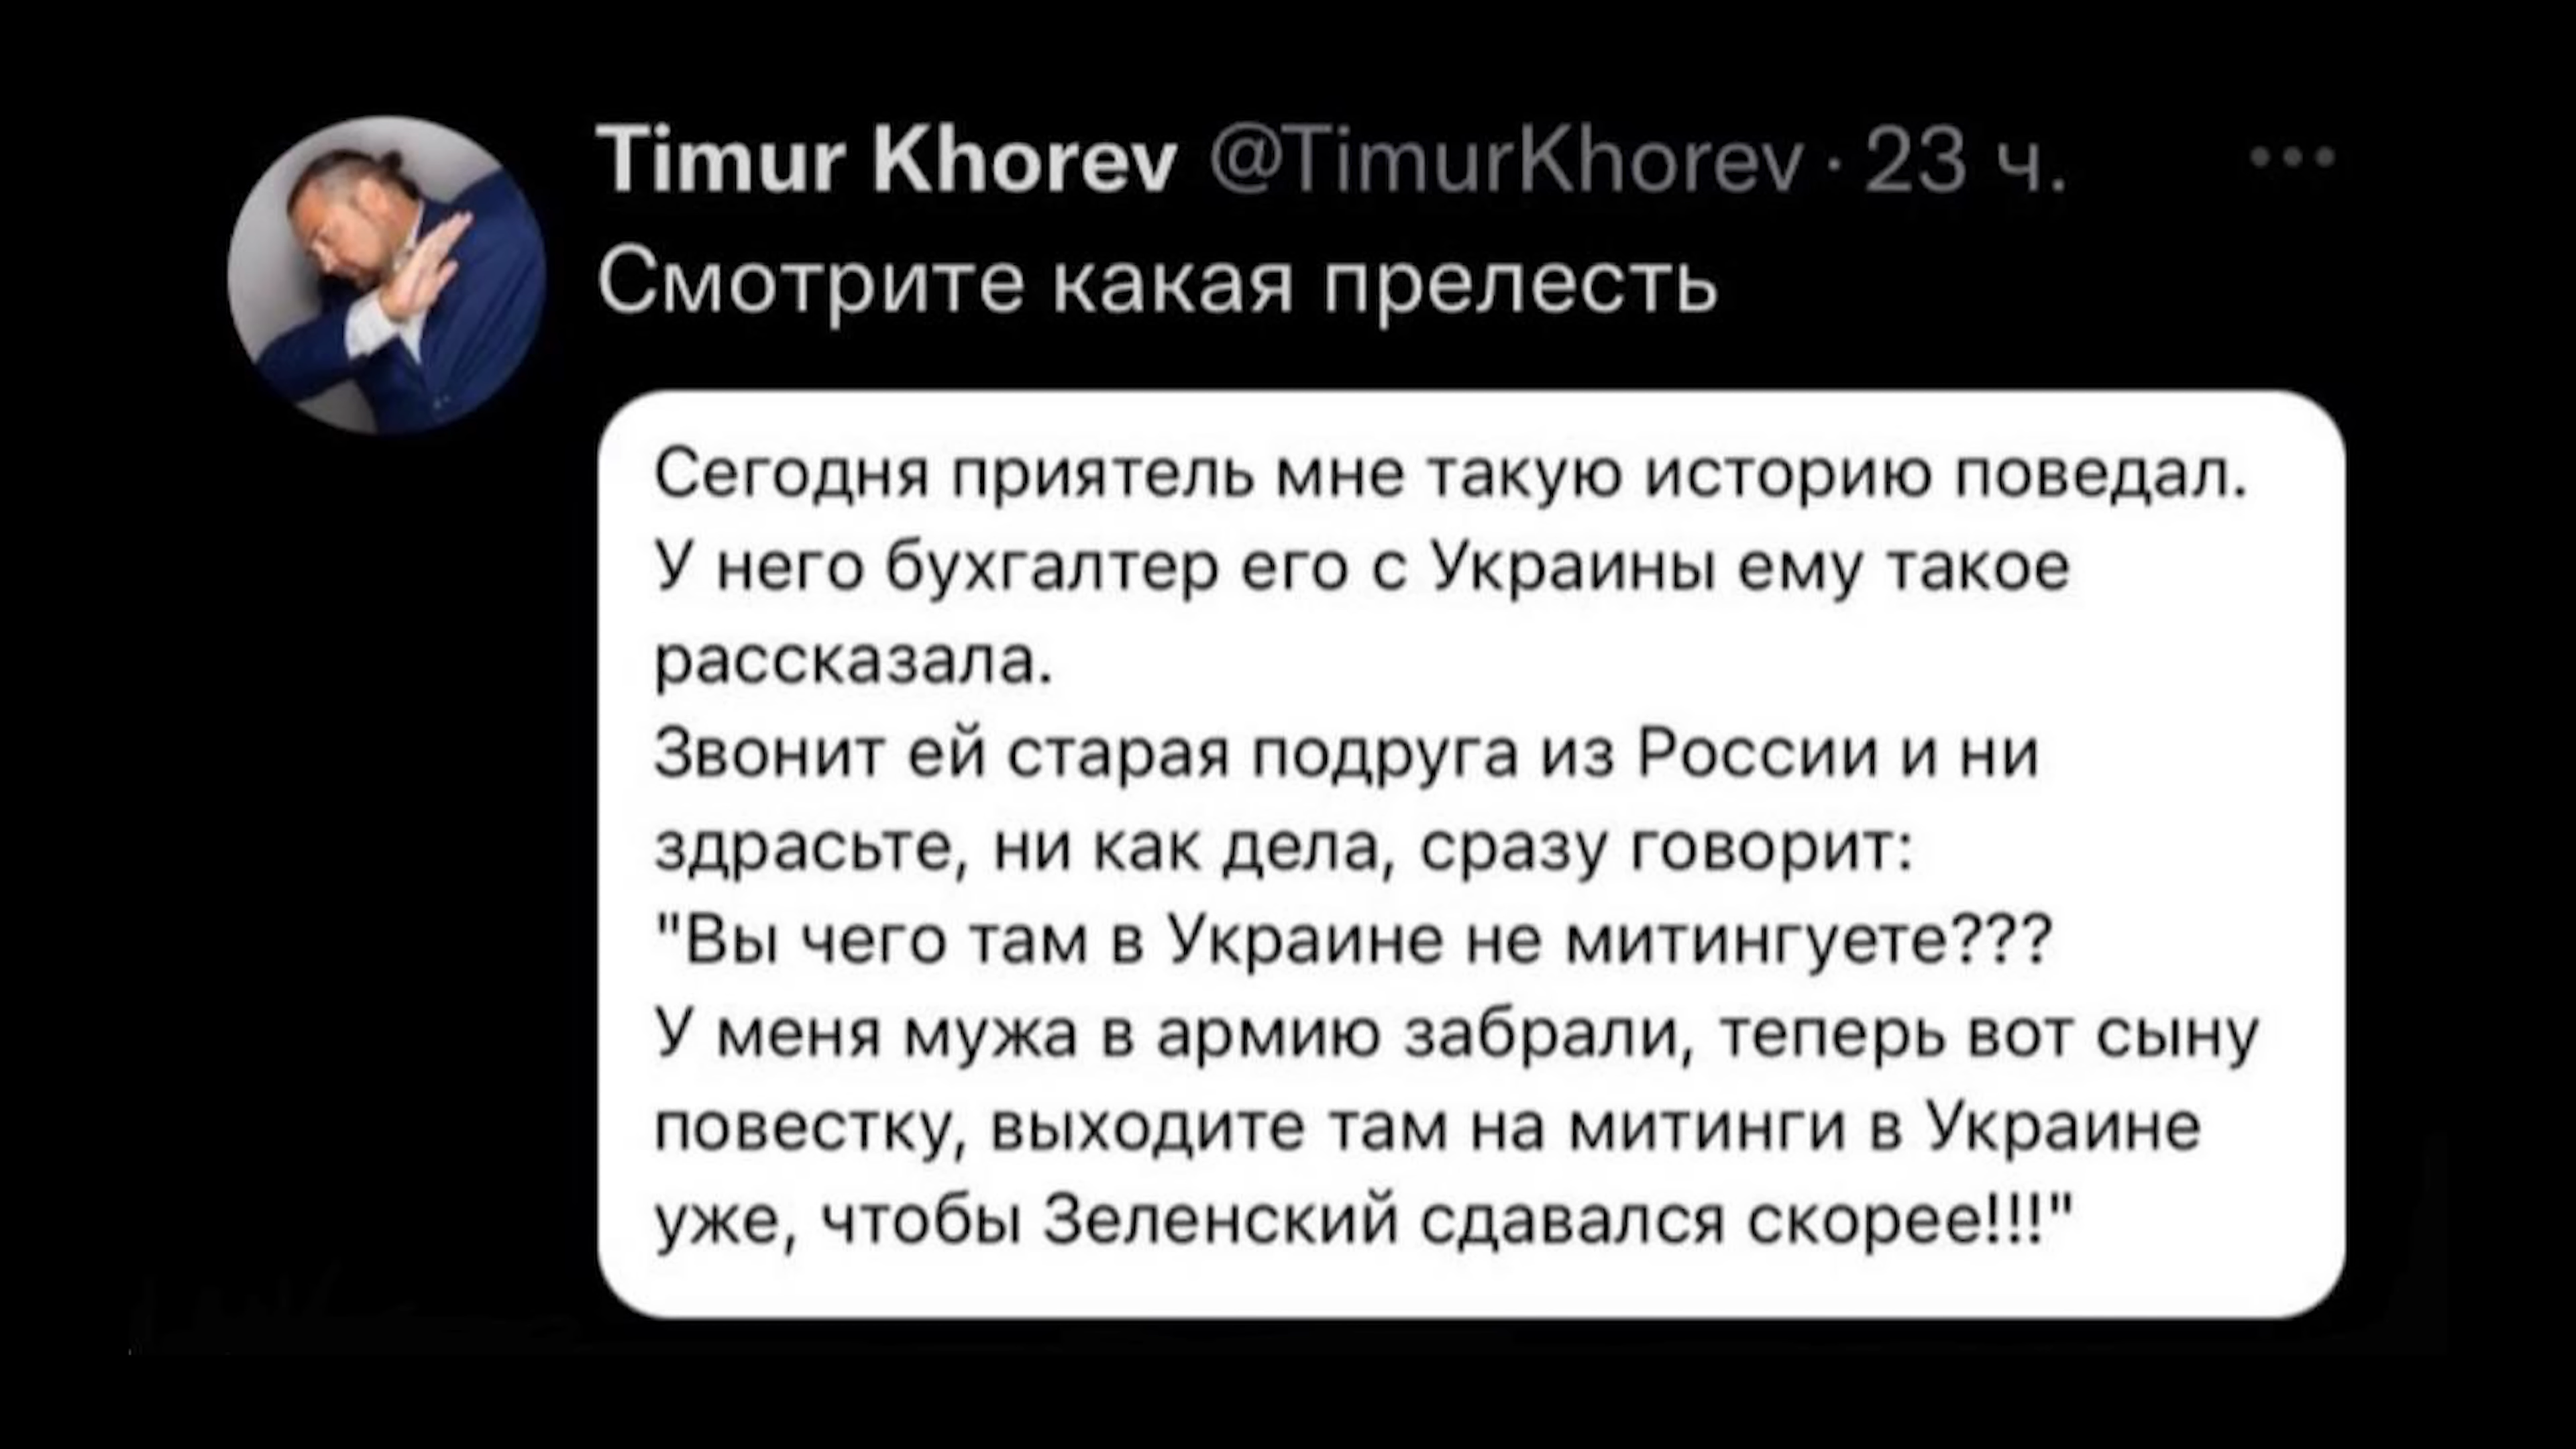 Timur Khorev @TimurKhorev · 23 ч.
Смотрите какая прелесть
Сегодня приятель мне такую историю поведал.
У него бухгалтер его с Украины ему такое
рассказала.
Звонит ей старая подруга из России и ни
здрасьте, ни как дела, сразу говорит:
"Вы чего там в Украине не митингуете???
У меня мужа в армию забрали, теперь вот сыну
повестку, выходите там на митинги в Украине
уже, чтобы Зеленский сдавался скорее!!!"